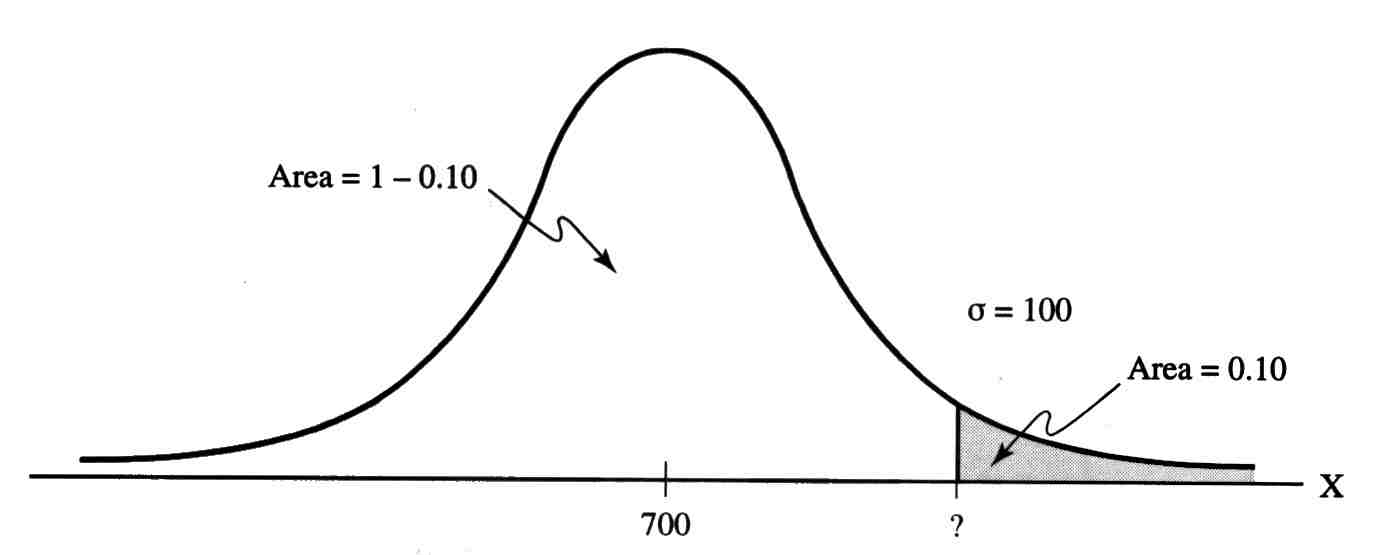 Area = 1 – 0.10
σ = 100
Area = 0.10
X
700
?